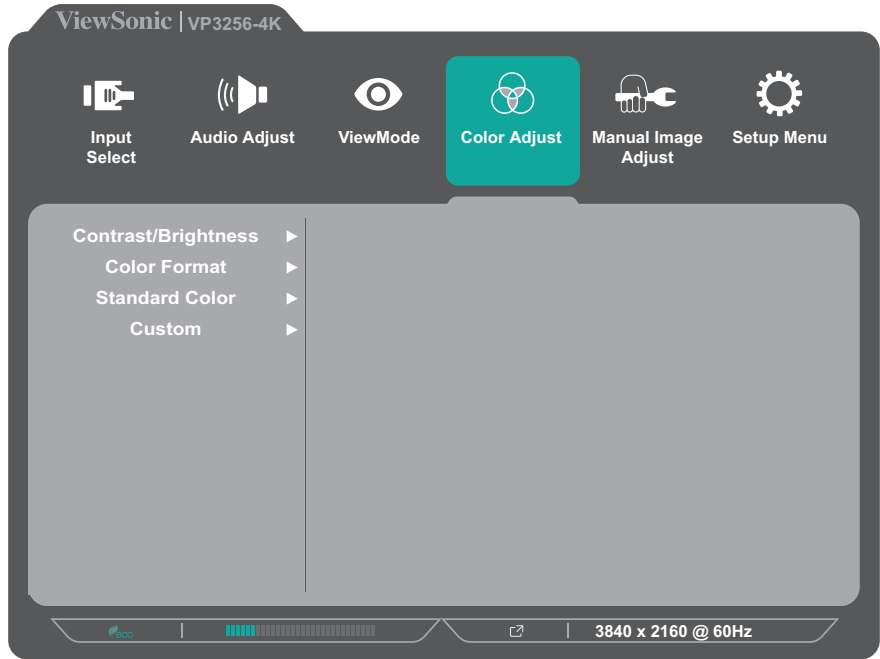 ViewSonic | VP3256-4K
Input
Select
Audio Adjust
ViewMode
Color Adjust
Manual Image
Adjust
Setup Menu
Contrast/Brightness
Color Format
Standard Color
Custom
eco
3840 x 2160 @ 60Hz